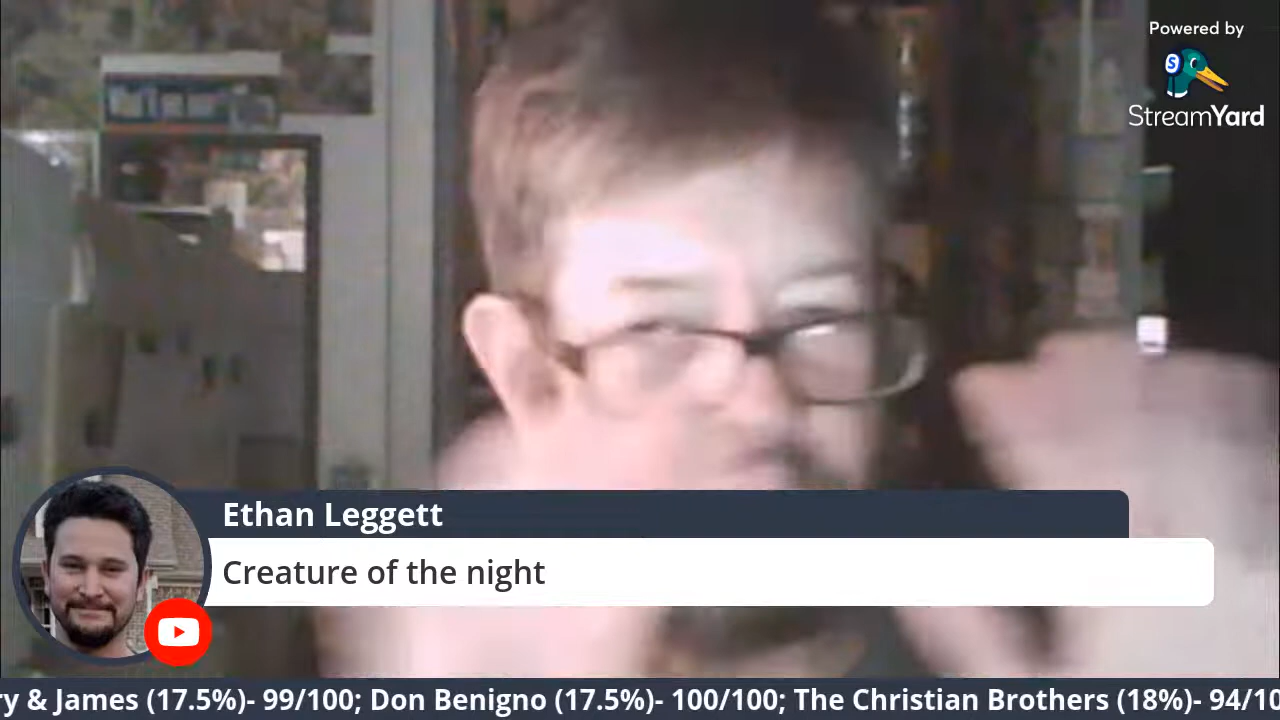 Powered by
StreamYard
Ethan Leggett
Creature of the night
ry & James (17.5%)- 99/100; Don Benigno (17.5%)- 100/100; The Christian Brothers (18%)- 94/10